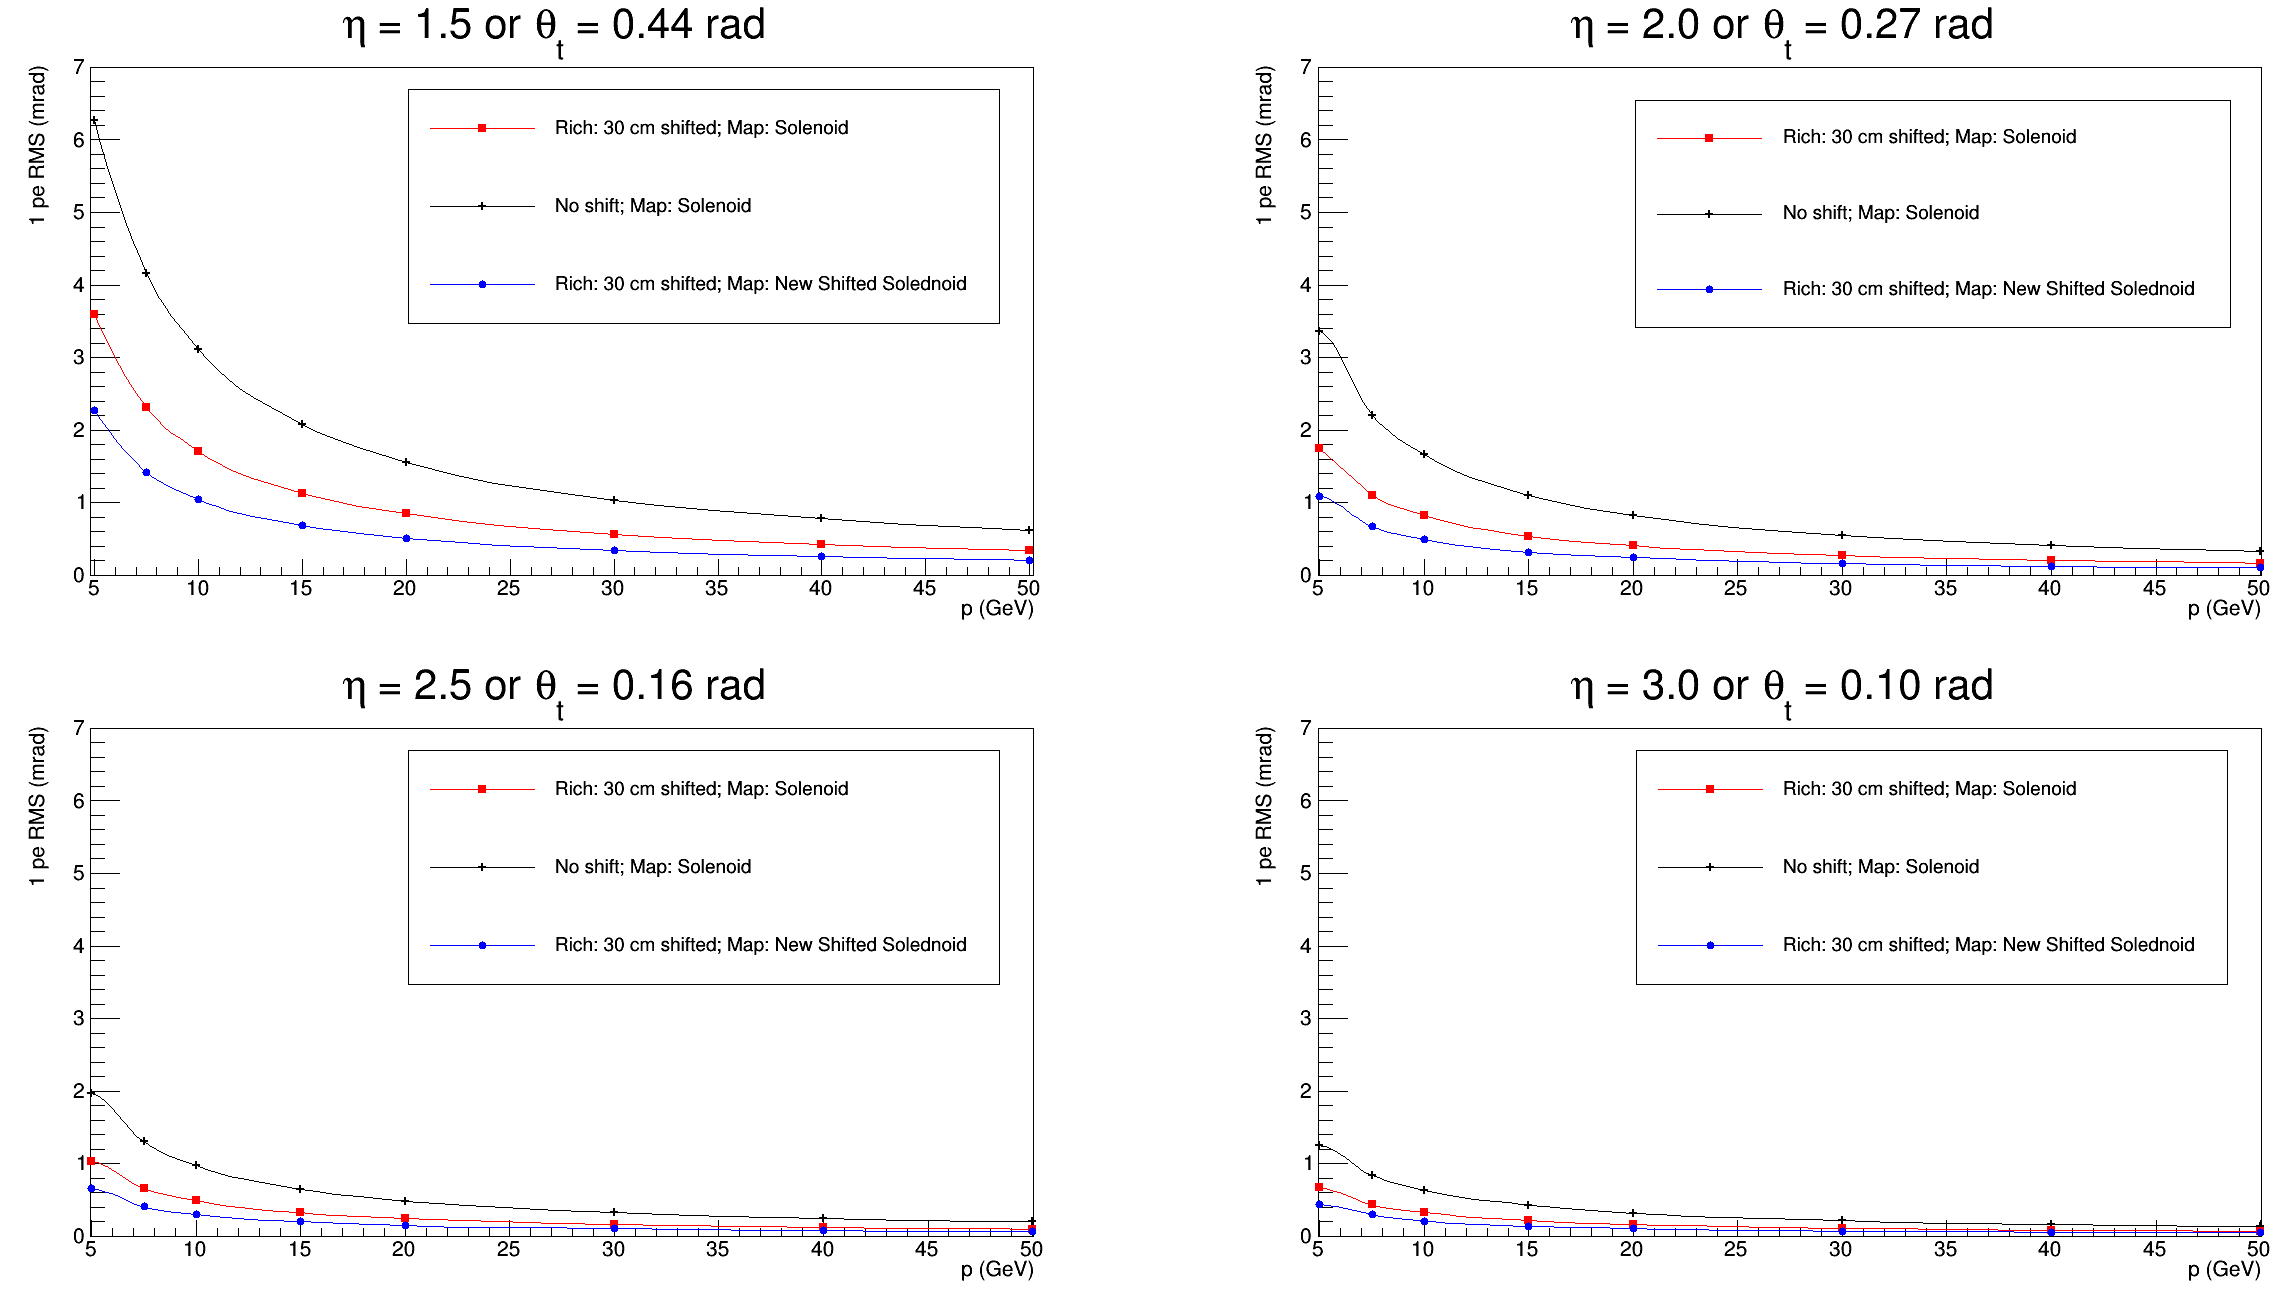 η = 1.5 or θt = 0.44 rad
1 pe RMS (mrad)
7
6
5
4
3
2
1
0
Rich: 30 cm shifted; Map: Solenoid
No shift; Map: Solenoid
Rich: 30 cm shifted; Map: New Shifted Solednoid
5 10 15 20 25 30 35 40 45 50
p (GeV)
η = 2.0 or θt = 0.27 rad
1 pe RMS (mrad)
7
6
5
4
3
2
1
0
Rich: 30 cm shifted; Map: Solenoid
No shift; Map: Solenoid
Rich: 30 cm shifted; Map: New Shifted Solednoid
5 10 15 20 25 30 35 40 45 50
p (GeV)
η = 2.5 or θt = 0.16 rad
1 pe RMS (mrad)
7
6
5
4
3
2
1
0
Rich: 30 cm shifted; Map: Solenoid
No shift; Map: Solenoid
Rich: 30 cm shifted; Map: New Shifted Solednoid
5 10 15 20 25 30 35 40 45 50
p (GeV)
η = 3.0 or θt = 0.10 rad
1 pe RMS (mrad)
7
6
5
4
3
2
1
0
Rich: 30 cm shifted; Map: Solenoid
No shift; Map: Solenoid
Rich: 30 cm shifted; Map: New Shifted Solednoid
5 10 15 20 25 30 35 40 45 50
p (GeV)